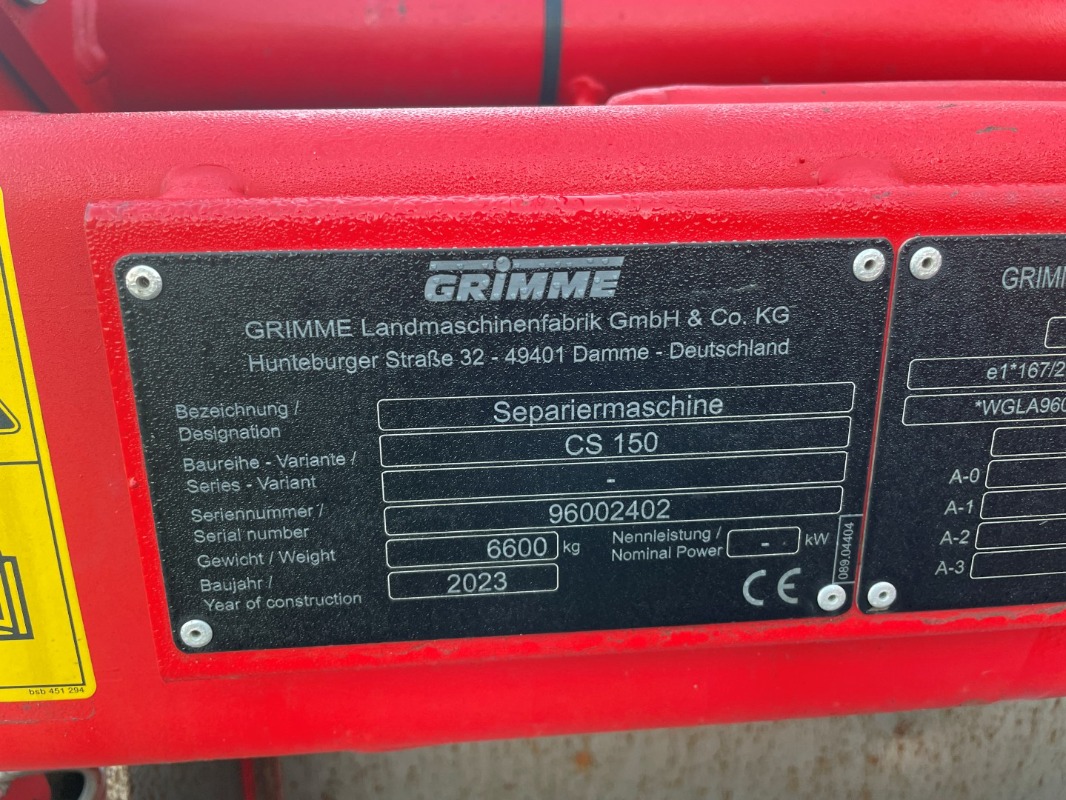 GRIMME
GRIMME Landmaschinenfabrik GmbH & Co. KG
Hunteburger Straße 32 - 49401 Damme - Deutschland
Bezeichnung /
Designation
Separiermaschine
CS 150
Baureihe - Variante /
Series - Variant
-
Seriennummer /
Serial number
96002402
Gewicht / Weight
6600 kg
Nennleistung /
Nominal Power
- kW
Baujahr /
Year of construction
2023
CE
089.04404
e1*167/2
*WGLA960
A-0
A-1
A-2
A-3
bsb 451 294